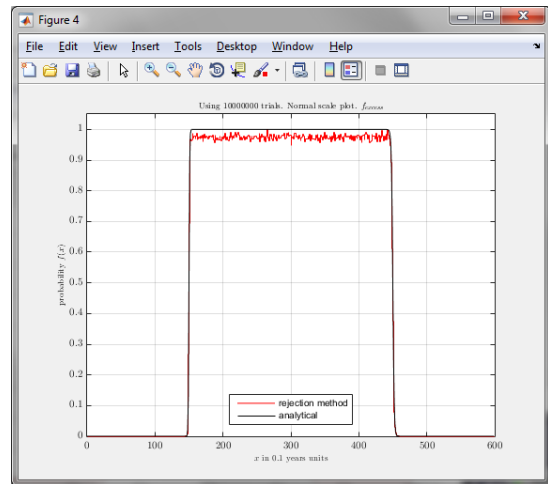 Figure 4
File Edit View Insert Tools Desktop Window Help
Using 10000000 trials. Normal scale plot. f_excess
1
0.9
0.8
0.7
0.6
0.5
0.4
0.3
0.2
0.1
0
probability f(x)
0 100 200 300 400 500 600
x in 0.1 years units
rejection method
analytical